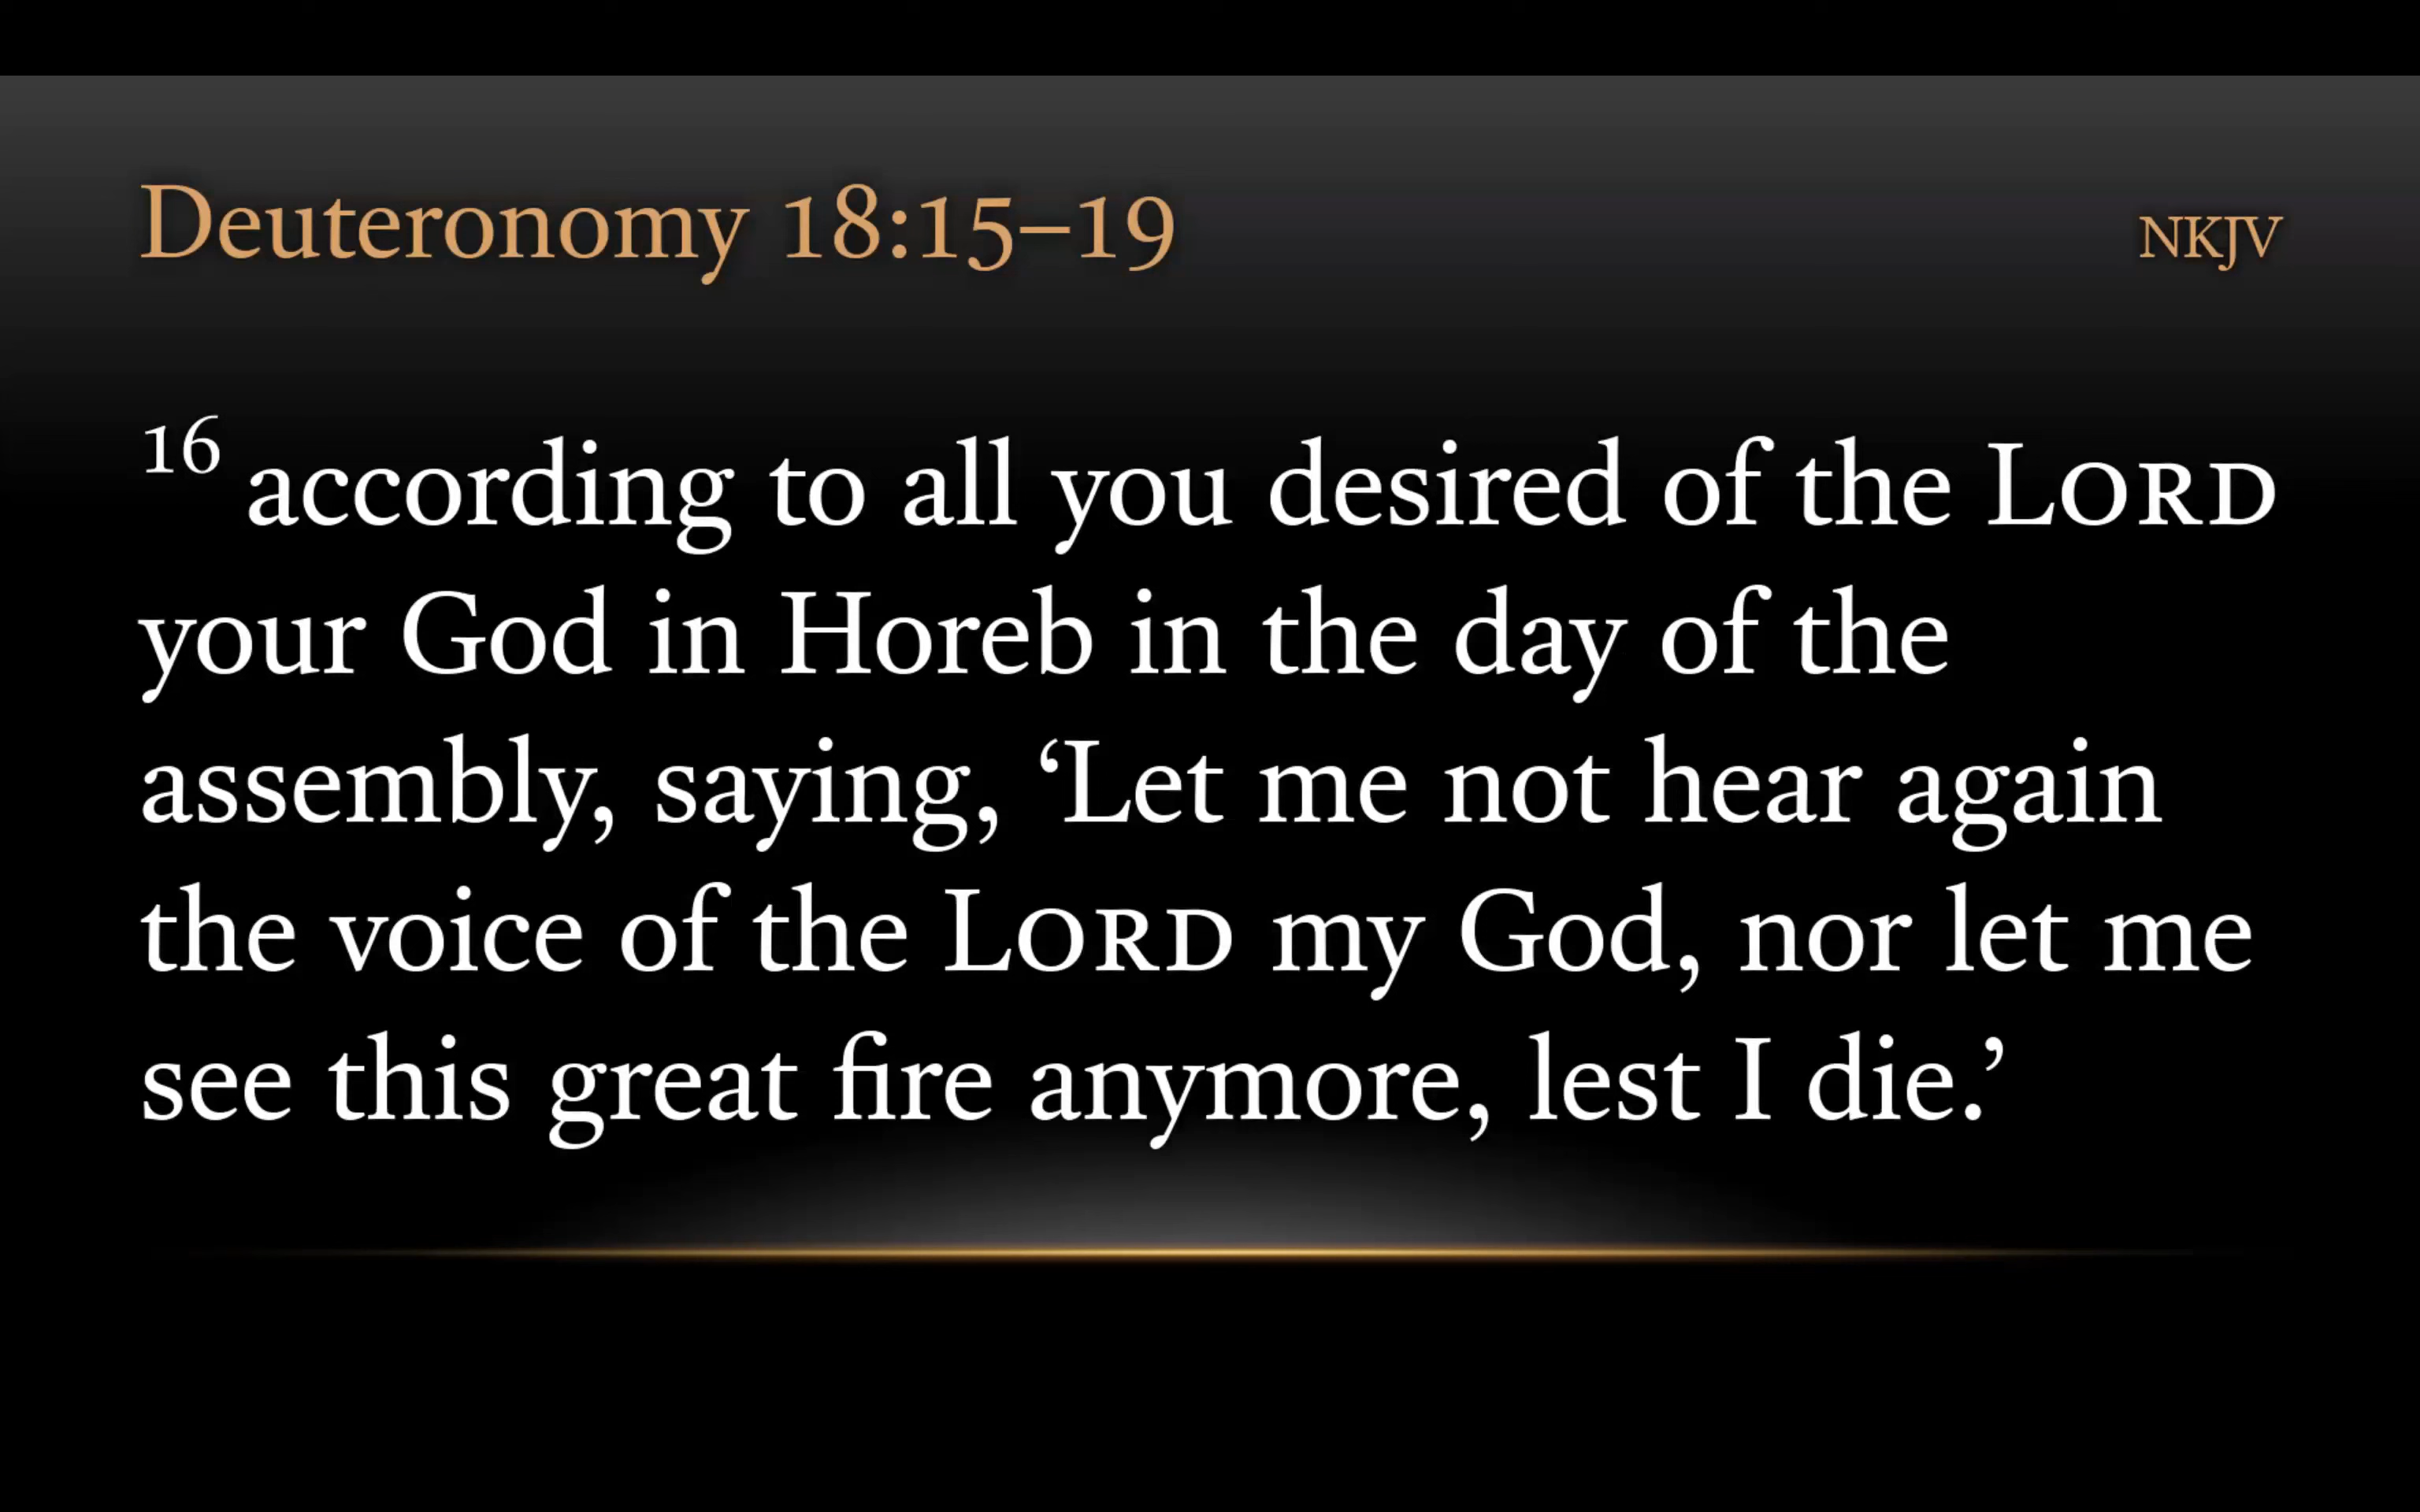 Deuteronomy 18:15–19 NKJV
16 according to all you desired of the LORD
your God in Horeb in the day of the
assembly, saying, ‘Let me not hear again
the voice of the LORD my God, nor let me
see this great fire anymore, lest I die.’